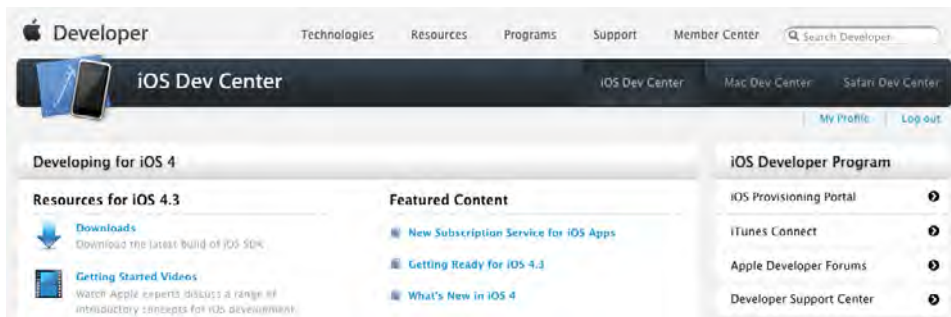 Developer
Technologies Resources Programs Support Member Center Search Developer
iOS Dev Center
iOS Dev Center Mac Dev Center Safari Dev Center
My Profile Log out
Developing for iOS 4
Resources for iOS 4.3
Downloads
Download the latest build of iOS SDK.
Getting Started Videos
Watch Apple experts discuss a range of
introductory concepts for iOS development.
Featured Content
New Subscription Service for iOS Apps
Getting Ready for iOS 4.3
What's New in iOS 4
iOS Developer Program
iOS Provisioning Portal
iTunes Connect
Apple Developer Forums
Developer Support Center